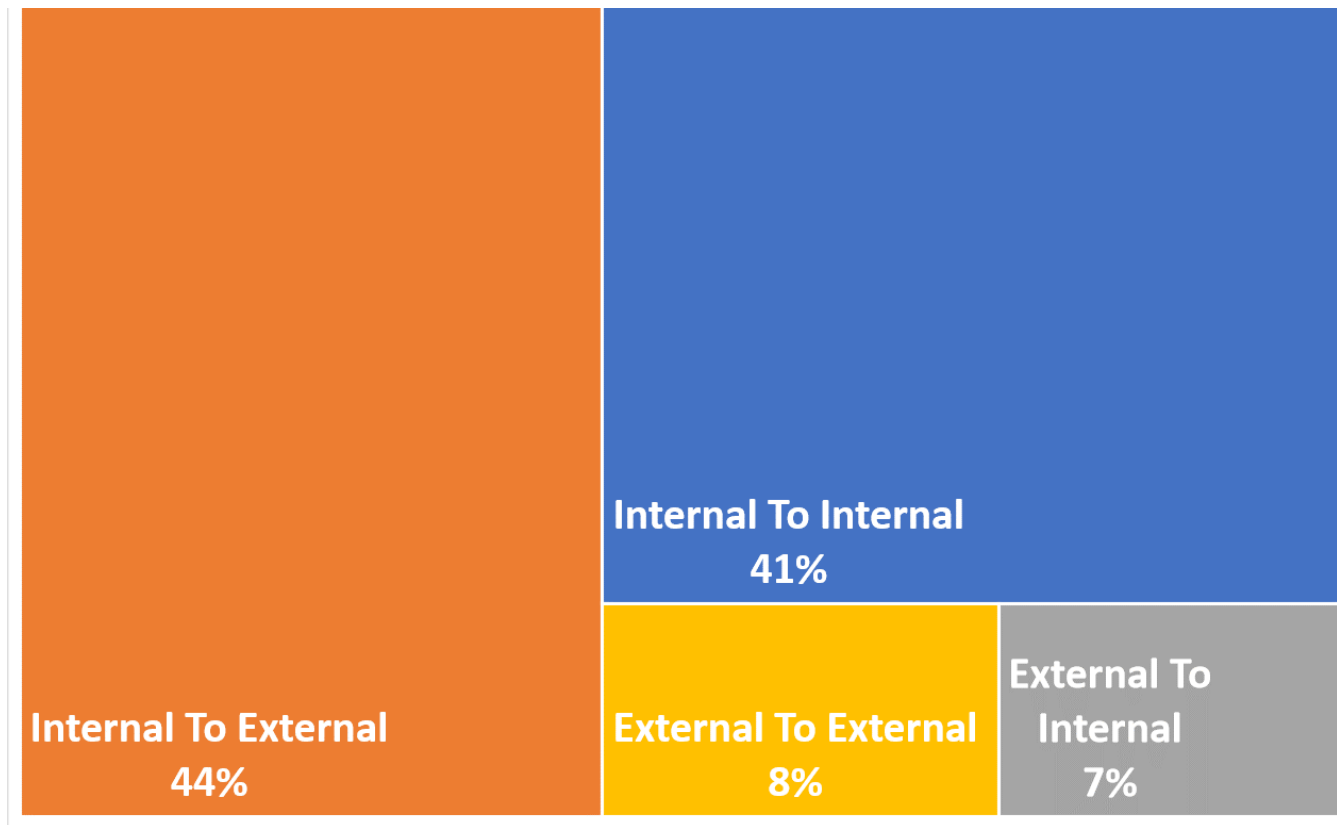 Internal To Internal
41%
Internal To External
44%
External To External
8%
External To
Internal
7%